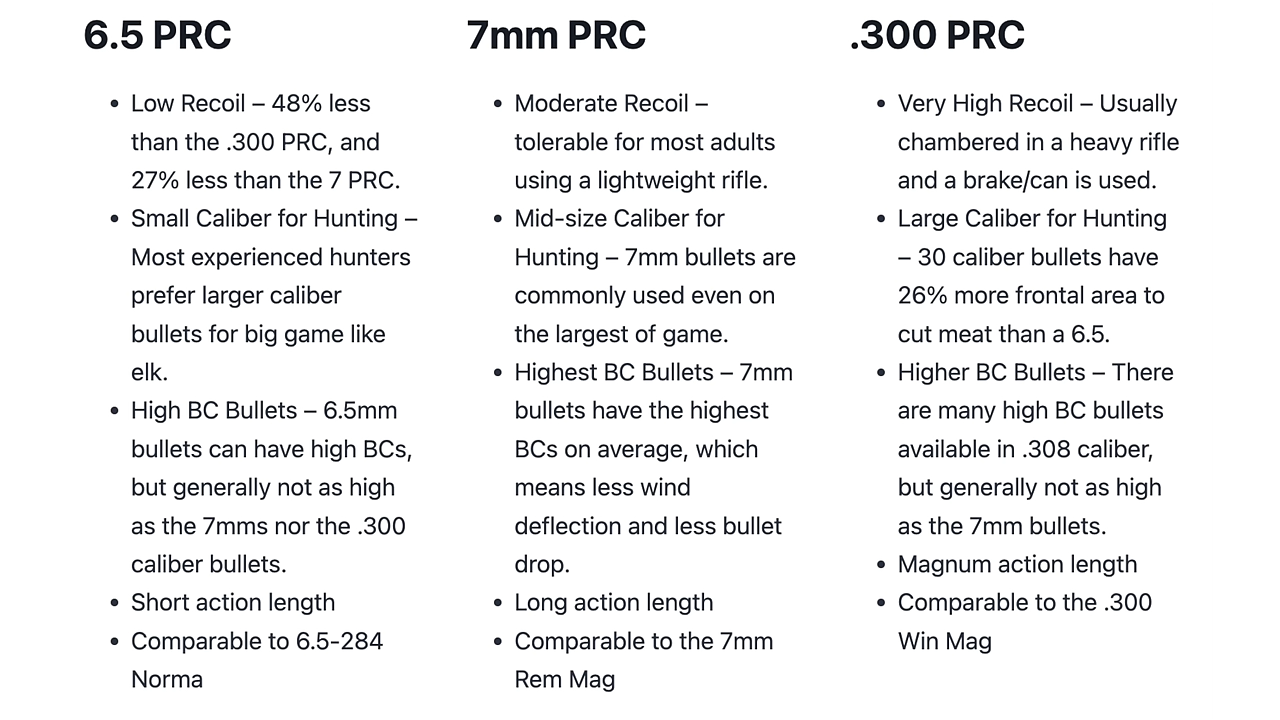 6.5 PRC
• Low Recoil – 48% less
than the .300 PRC, and
27% less than the 7 PRC.
• Small Caliber for Hunting –
Most experienced hunters
prefer larger caliber
bullets for big game like
elk.
• High BC Bullets – 6.5mm
bullets can have high BCs,
but generally not as high
as the 7mms nor the .300
caliber bullets.
• Short action length
• Comparable to 6.5-284
Norma
7mm PRC
• Moderate Recoil –
tolerable for most adults
using a lightweight rifle.
• Mid-size Caliber for
Hunting – 7mm bullets are
commonly used even on
the largest of game.
• Highest BC Bullets – 7mm
bullets have the highest
BCs on average, which
means less wind
deflection and less bullet
drop.
• Long action length
• Comparable to the 7mm
Rem Mag
.300 PRC
• Very High Recoil – Usually
chambered in a heavy rifle
and a brake/can is used.
• Large Caliber for Hunting
– 30 caliber bullets have
26% more frontal area to
cut meat than a 6.5.
• Higher BC Bullets – There
are many high BC bullets
available in .308 caliber,
but generally not as high
as the 7mm bullets.
• Magnum action length
• Comparable to the .300
Win Mag